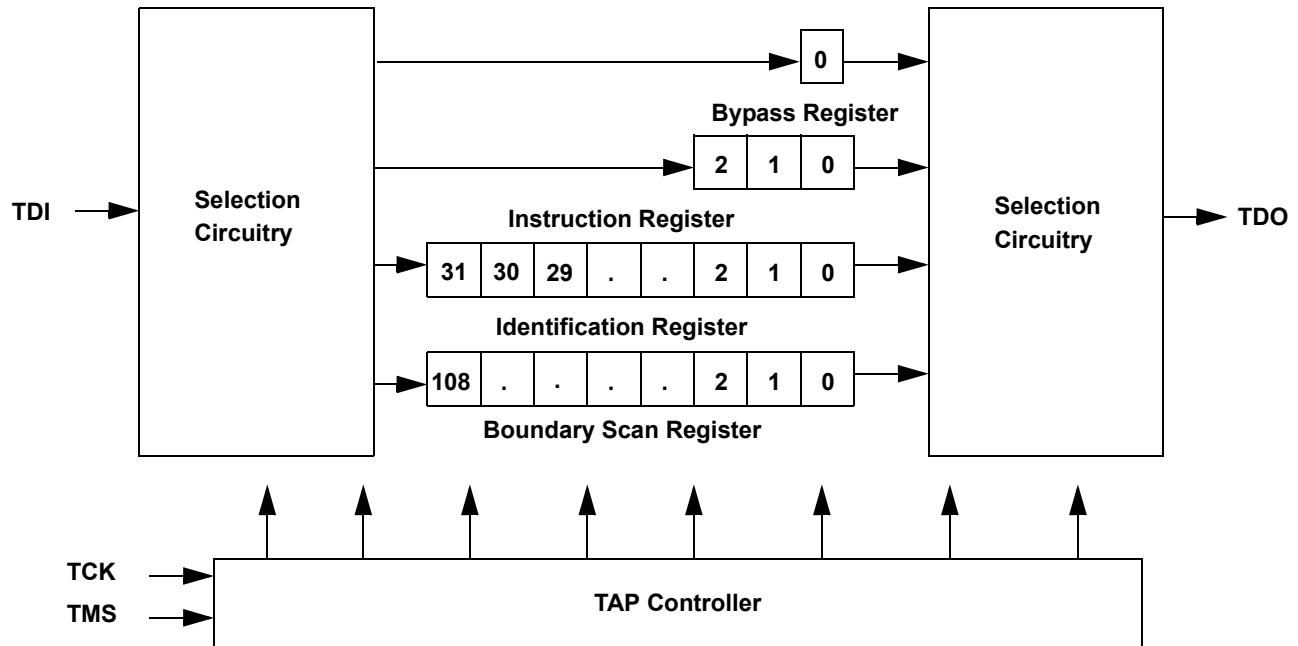 0
Bypass Register
2 1 0
Selection
Circuitry
Selection
Circuitry
TDI
TDO
Instruction Register
31 30 29 . . 2 1 0
Identification Register
108 . . . . 2 1 0
Boundary Scan Register
TCK
TMS
TAP Controller